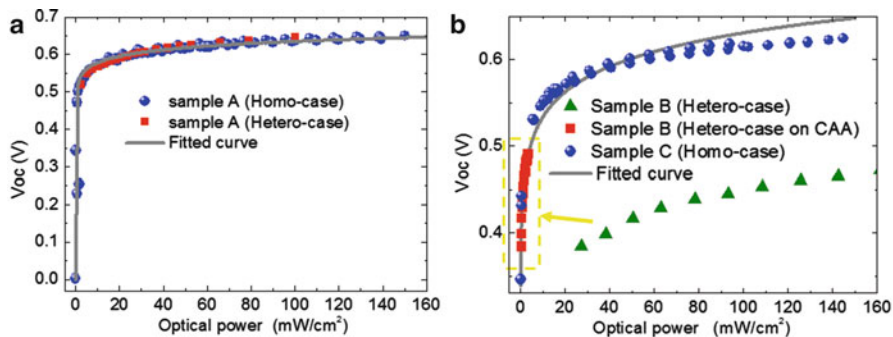 a
0.7
0.6
0.5
0.4
0.3
0.2
0.1
0.0
Voc (V)
sample A (Homo-case)
sample A (Hetero-case)
Fitted curve
0 20 40 60 80 100 120 140 160
Optical power (mW/cm²)
b
0.6
0.5
0.4
Voc (V)
Sample B (Hetero-case)
Sample B (Hetero-case on CAA)
Sample C (Homo-case)
Fitted curve
0 20 40 60 80 100 120 140 160
Optical power (mW/cm²)